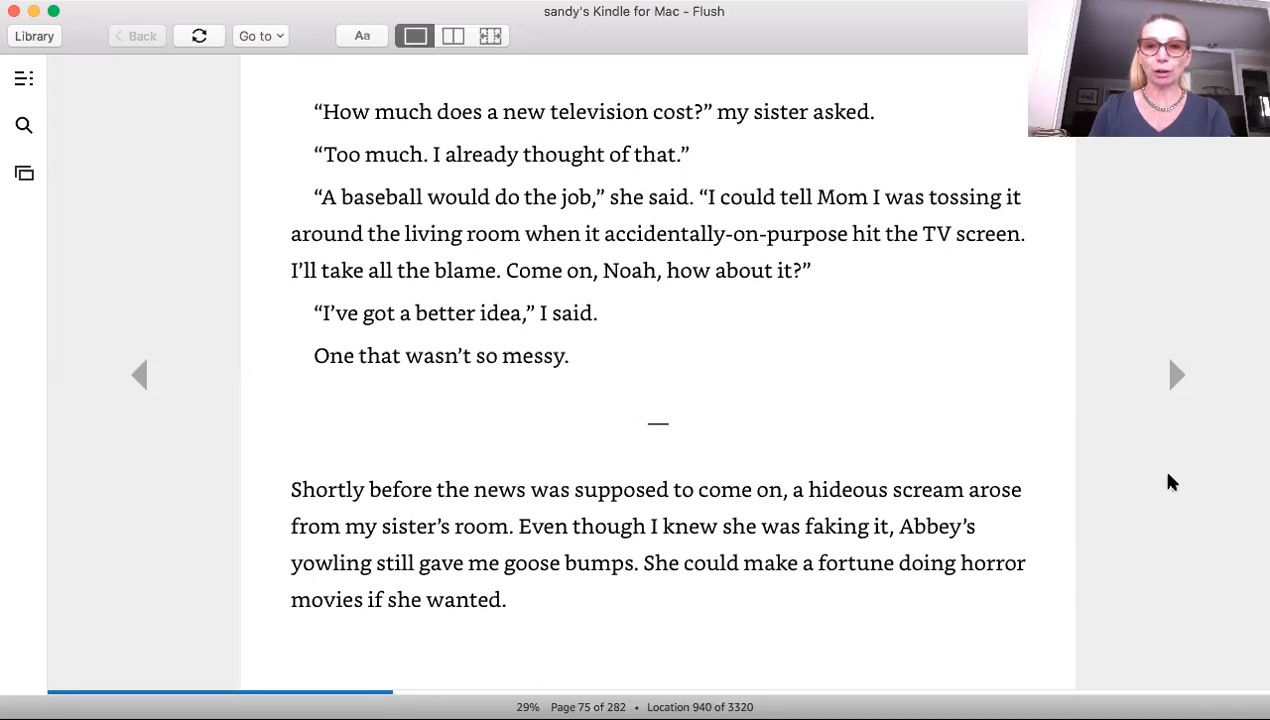 sandy's Kindle for Mac - Flush
Library
Back
Go to
Aa
“How much does a new television cost?” my sister asked.
“Too much. I already thought of that.”
“A baseball would do the job,” she said. “I could tell Mom I was tossing it
around the living room when it accidentally-on-purpose hit the TV screen.
I’ll take all the blame. Come on, Noah, how about it?”
“I’ve got a better idea,” I said.
One that wasn’t so messy.
—
Shortly before the news was supposed to come on, a hideous scream arose
from my sister’s room. Even though I knew she was faking it, Abbey’s
yowling still gave me goose bumps. She could make a fortune doing horror
movies if she wanted.
29% Page 75 of 282 • Location 940 of 3320